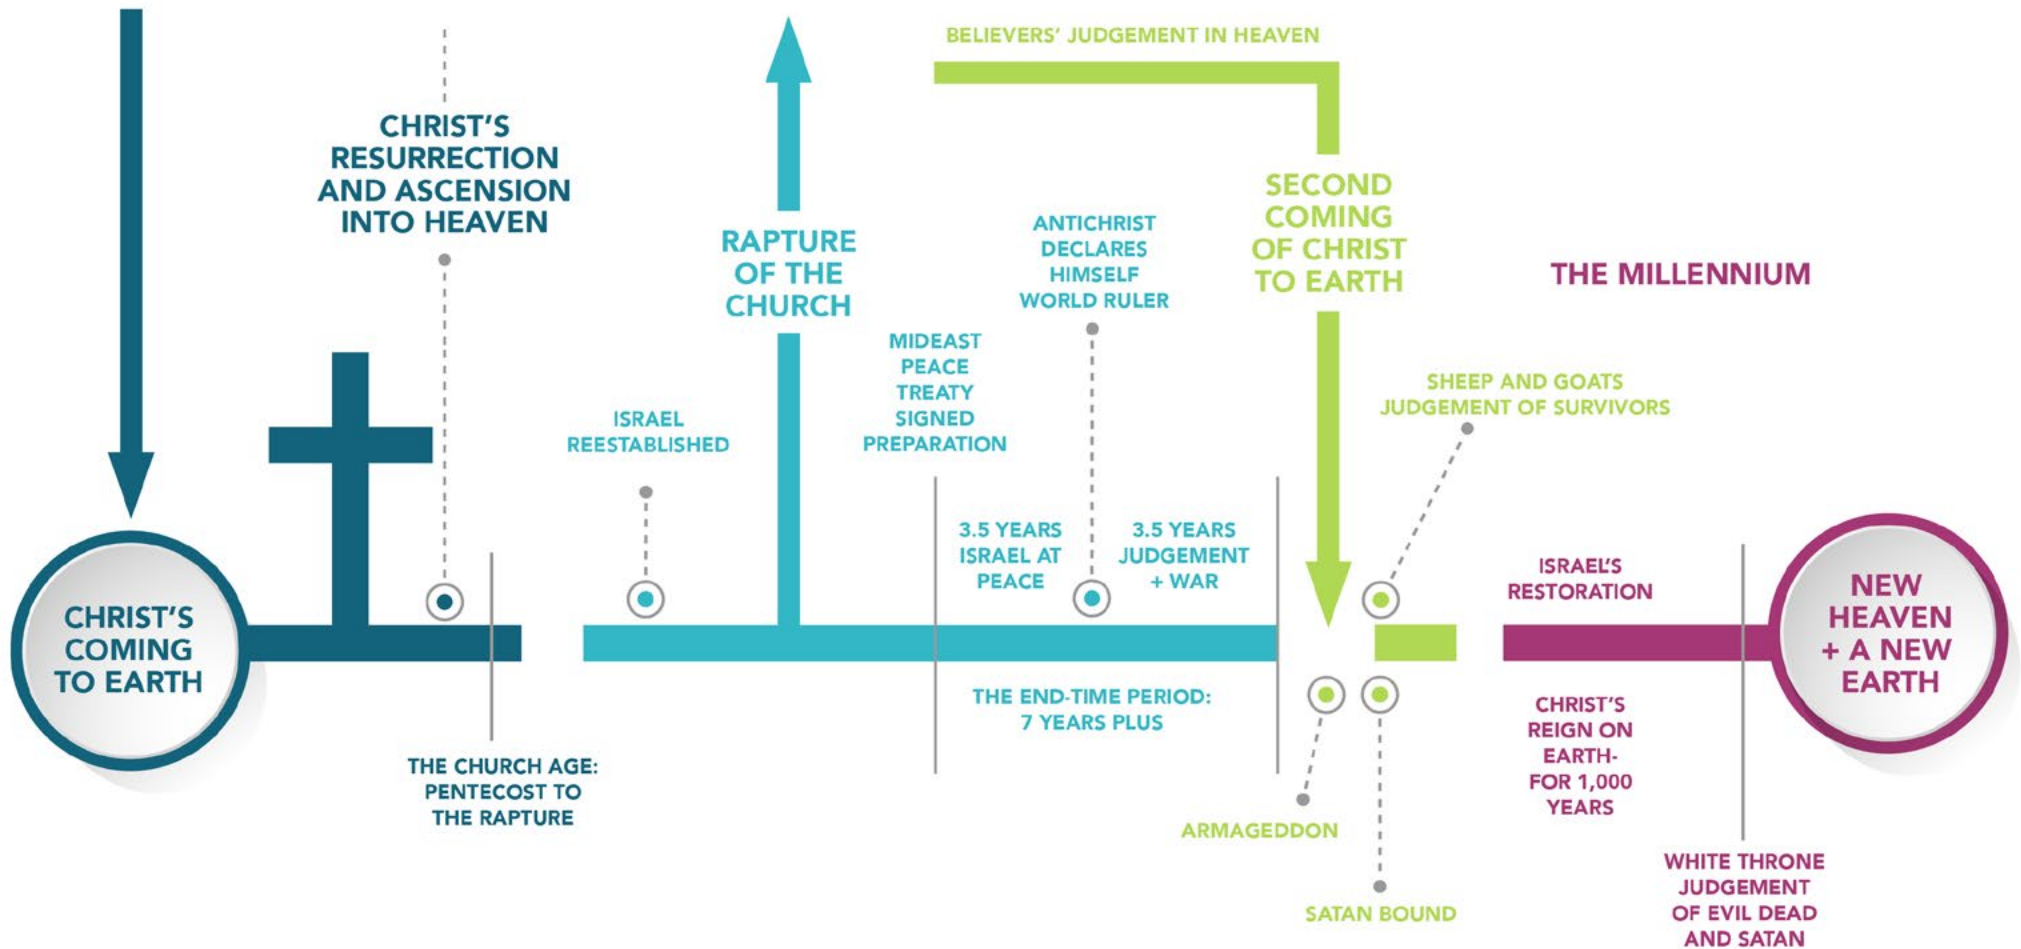 BELIEVERS' JUDGEMENT IN HEAVEN
CHRIST'S
RESURRECTION
AND ASCENSION
INTO HEAVEN
RAPTURE
OF THE
CHURCH
ANTICHRIST
DECLARES
HIMSELF
WORLD RULER
SECOND
COMING
OF CHRIST
TO EARTH
THE MILLENNIUM
MIDEAST
PEACE
TREATY
SIGNED
PREPARATION
ISRAEL
REESTABLISHED
SHEEP AND GOATS
JUDGEMENT OF SURVIVORS
3.5 YEARS
ISRAEL AT
PEACE
3.5 YEARS
JUDGEMENT
+ WAR
ISRAEL'S
RESTORATION
CHRIST'S
COMING
TO EARTH
NEW
HEAVEN
+ A NEW
EARTH
THE END-TIME PERIOD:
7 YEARS PLUS
CHRIST'S
REIGN ON
EARTH-
FOR 1,000
YEARS
THE CHURCH AGE:
PENTECOST TO
THE RAPTURE
ARMAGEDDON
SATAN BOUND
WHITE THRONE
JUDGEMENT
OF EVIL DEAD
AND SATAN